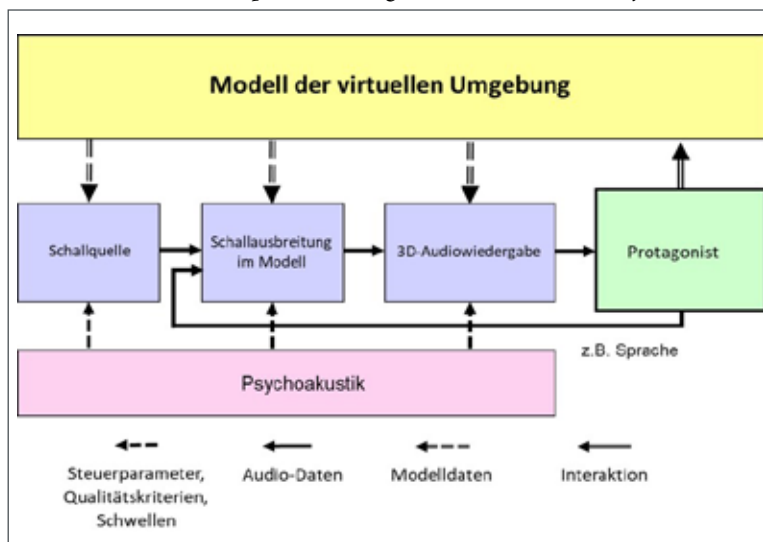 Modell der virtuellen Umgebung
Schallquelle
Schallausbreitung
im Modell
3D-Audiowiedergabe
Protagonist
z.B. Sprache
Psychoakustik
Steuerparameter,
Qualitätskriterien,
Schwellen
Audio-Daten
Modelldaten
Interaktion